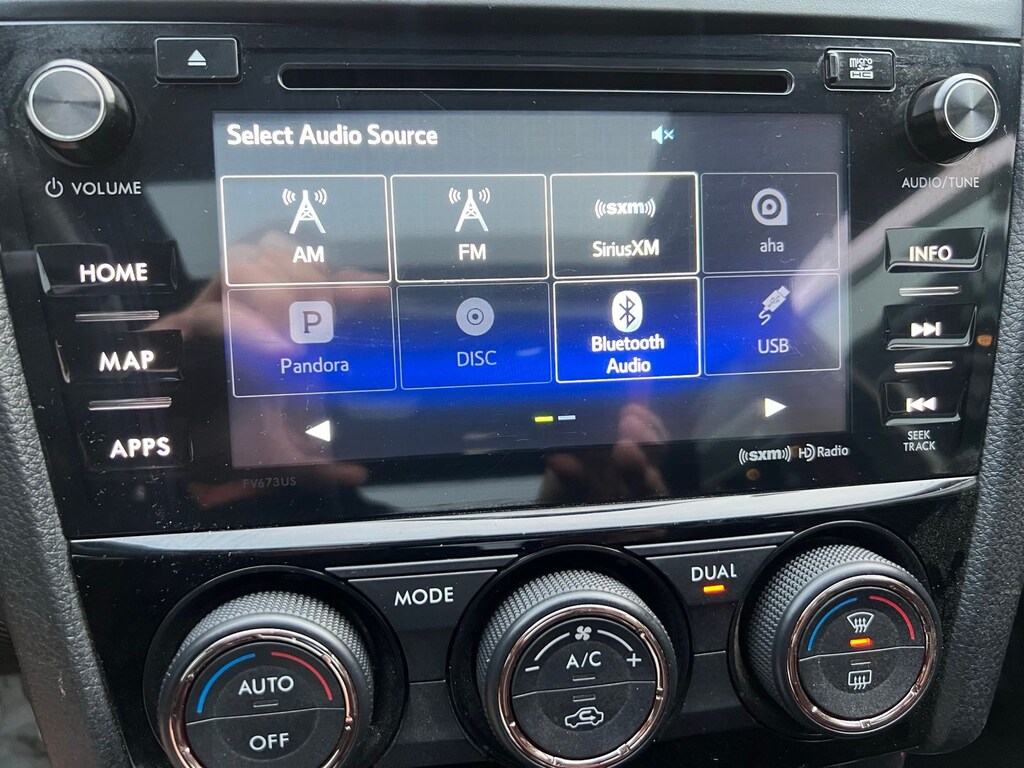 micro SD HC
VOLUME
AUDIO/TUNE
Select Audio Source
AM
FM
((sxm))
SiriusXM
aha
P
Pandora
DISC
Bluetooth
Audio
USB
HOME
MAP
APPS
INFO
SEEK
TRACK
((sxm)) HD Radio
FV673US
MODE
DUAL
AUTO
OFF
A/C
− +